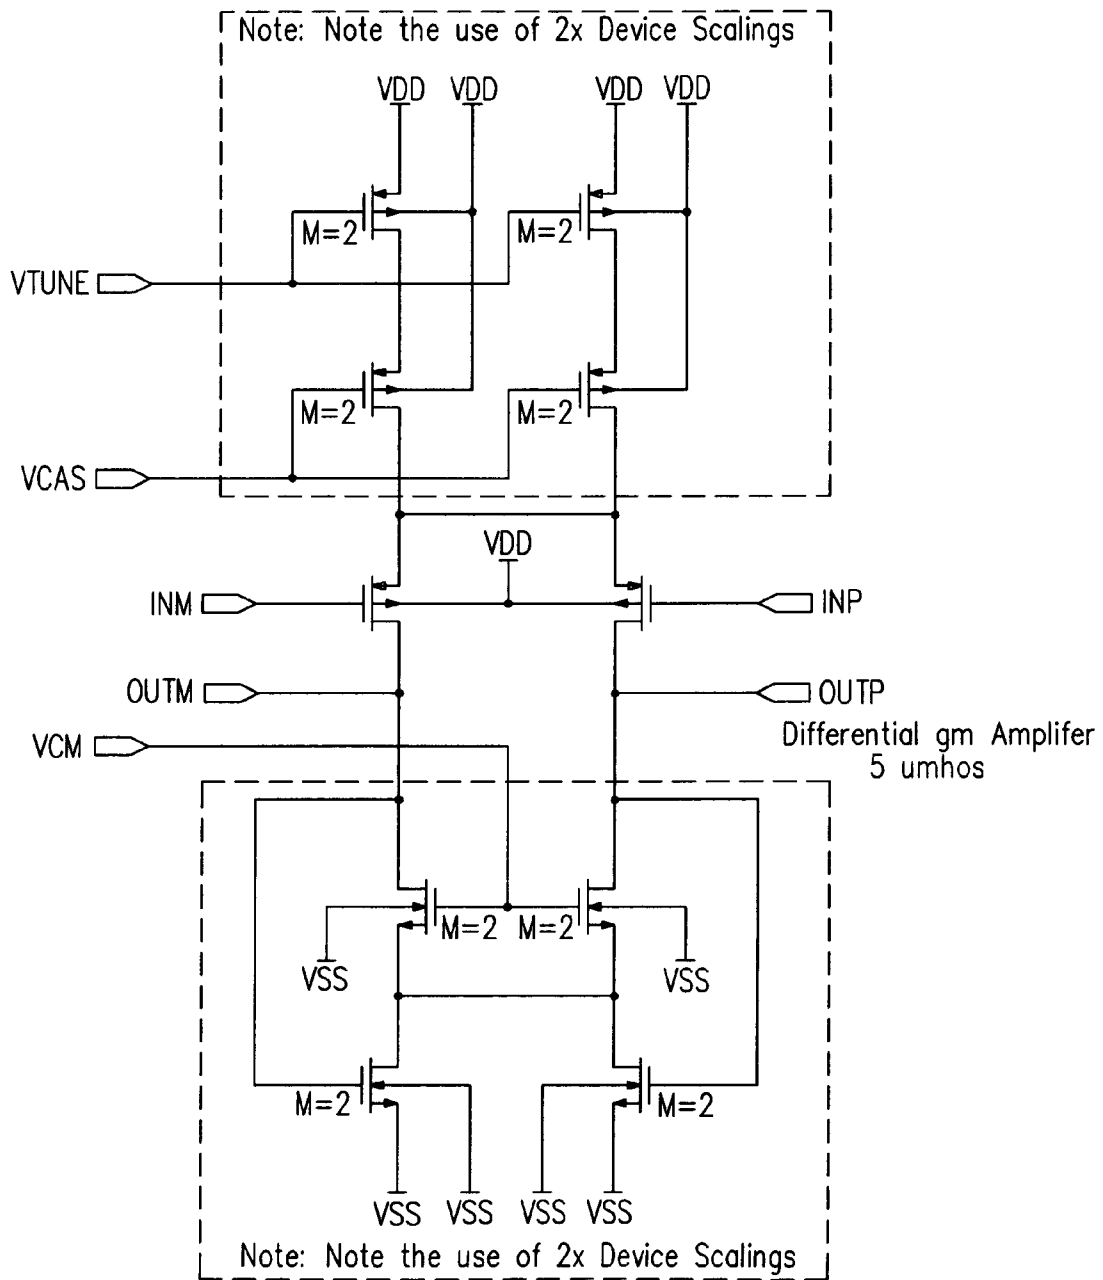 Note: Note the use of 2x Device Scalings
VDD VDD VDD VDD
M=2 M=2
VTUNE
M=2 M=2
VCAS
VDD
INM INP
OUTM OUTP
VCM
Differential gm Amplifer
5 umhos
M=2 M=2
VSS VSS
M=2 M=2
VSS VSS VSS VSS
Note: Note the use of 2x Device Scalings